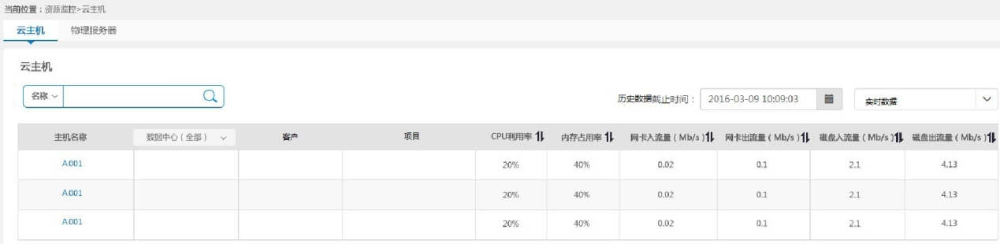 当前位置：资源监控>云主机
云主机 物理服务器
云主机
名称 历史数据截止时间： 2016-03-09 10:09:03 实时数据
主机名称 数据中心（全部） 客户 项目 CPU利用率 内存占用率 网卡入流量（Mb/s） 网卡出流量（Mb/s） 磁盘入流量（Mb/s） 磁盘出流量（Mb/s）
A001 20% 40% 0.02 0.1 2.1 4.13
A001 20% 40% 0.02 0.1 2.1 4.13
A001 20% 40% 0.02 0.1 2.1 4.13